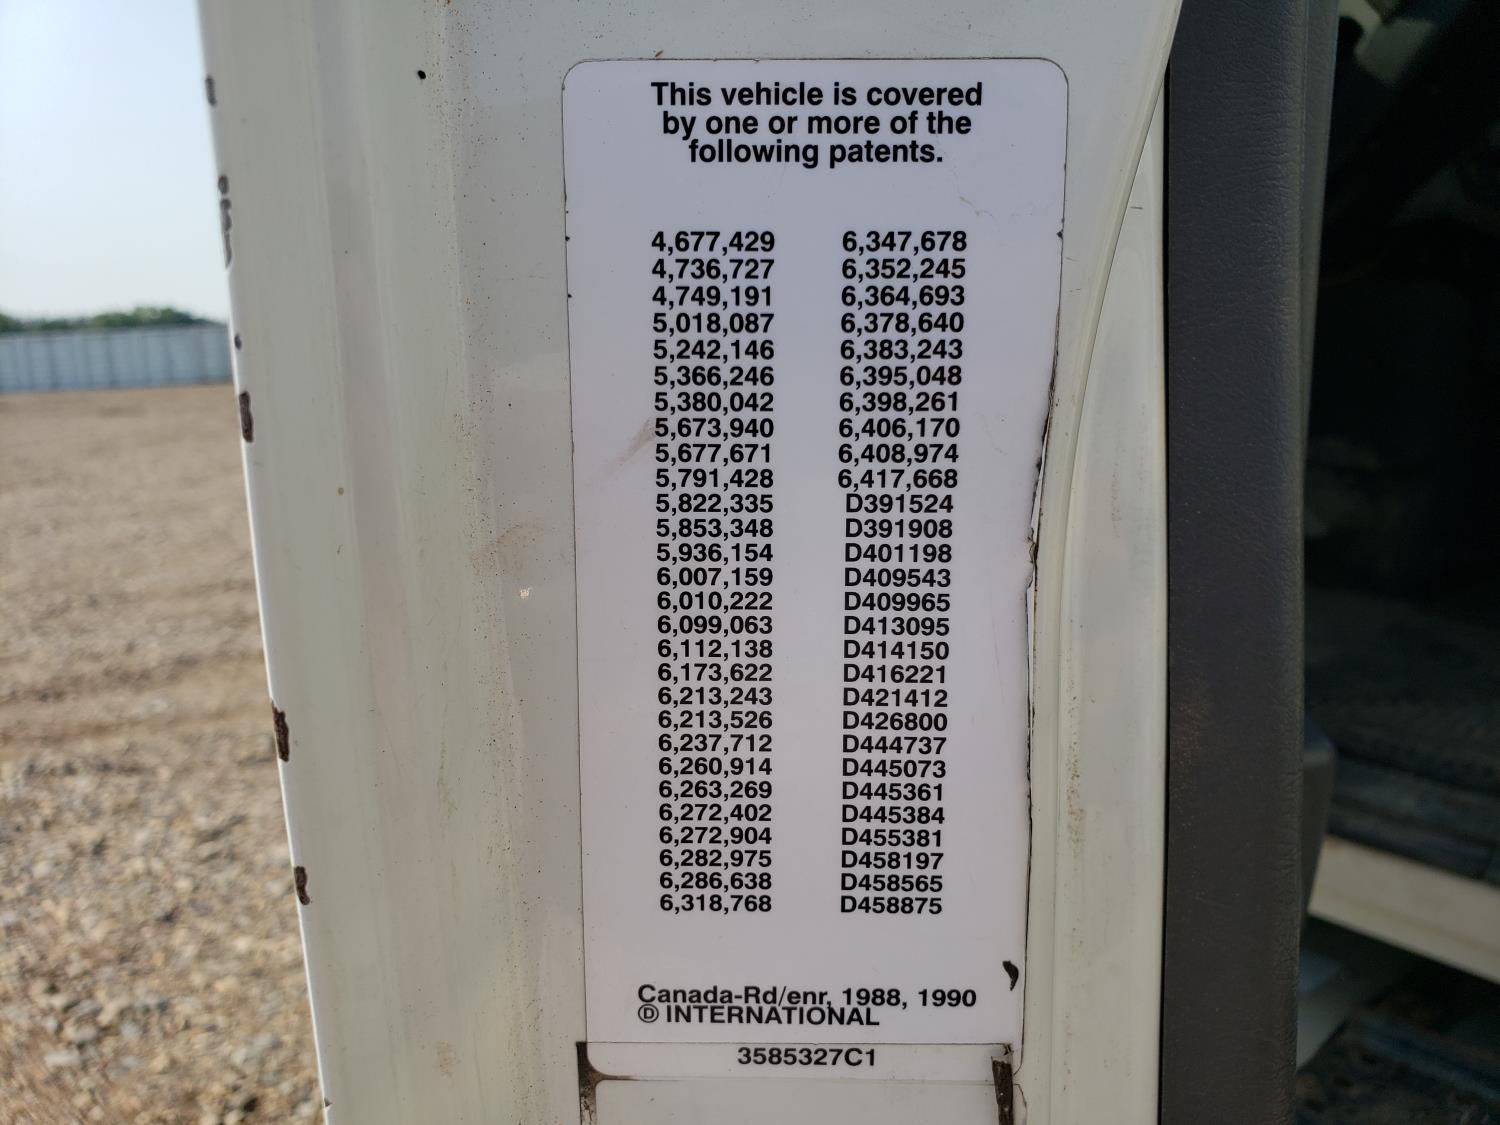 This vehicle is covered
by one or more of the
following patents.
4,677,429 6,347,678
4,736,727 6,352,245
4,749,191 6,364,693
5,018,087 6,378,640
5,242,146 6,383,243
5,366,246 6,395,048
5,380,042 6,398,261
5,673,940 6,406,170
5,677,671 6,408,974
5,791,428 6,417,668
5,822,335 D391524
5,853,348 D391908
5,936,154 D401198
6,007,159 D409543
6,010,222 D409965
6,099,063 D413095
6,112,138 D414150
6,173,622 D416221
6,213,243 D421412
6,213,526 D426800
6,237,712 D444737
6,260,914 D445073
6,263,269 D445361
6,272,402 D445384
6,272,904 D455381
6,282,975 D458197
6,286,638 D458565
6,318,768 D458875
Canada-Rd/enr, 1988, 1990
Ⓓ INTERNATIONAL
3585327C1